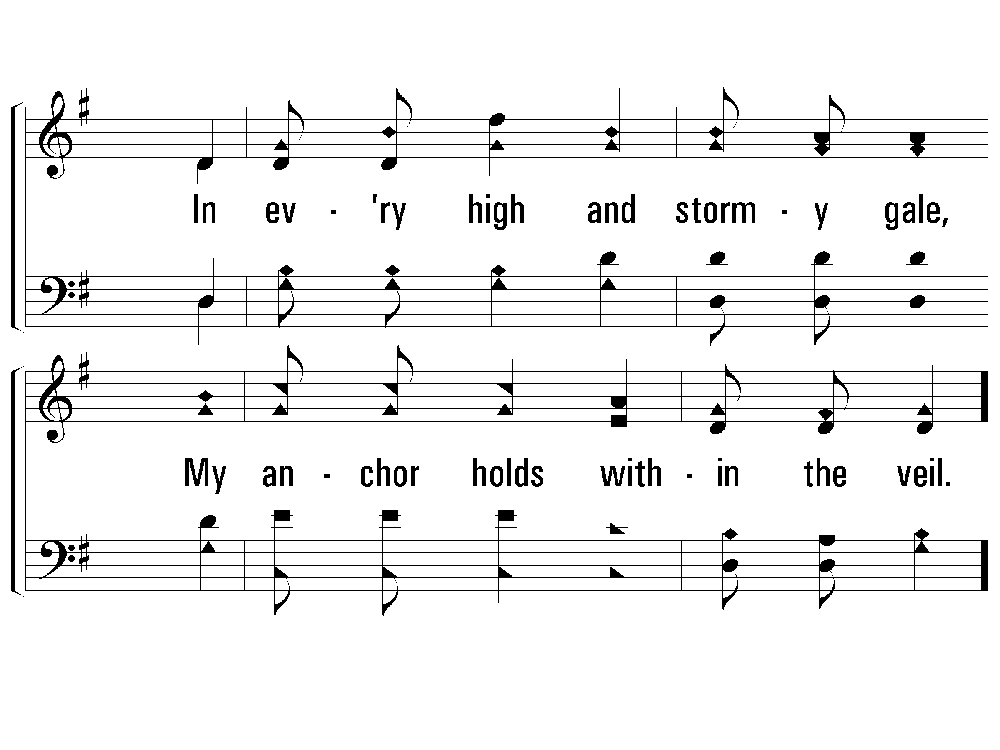 In ev - 'ry high and storm - y gale,
My an - chor holds with - in the veil.